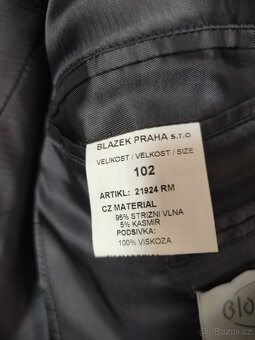 BLAZEK PRAHA s.r.o
VELIKOST / VELKOST / SIZE
102
ARTIKL: 21924 RM
CZ MATERIAL
95% STRIZNI VLNA
5% KASMIR
PODSIVKA:
100% VISKOZA
Bazos.cz